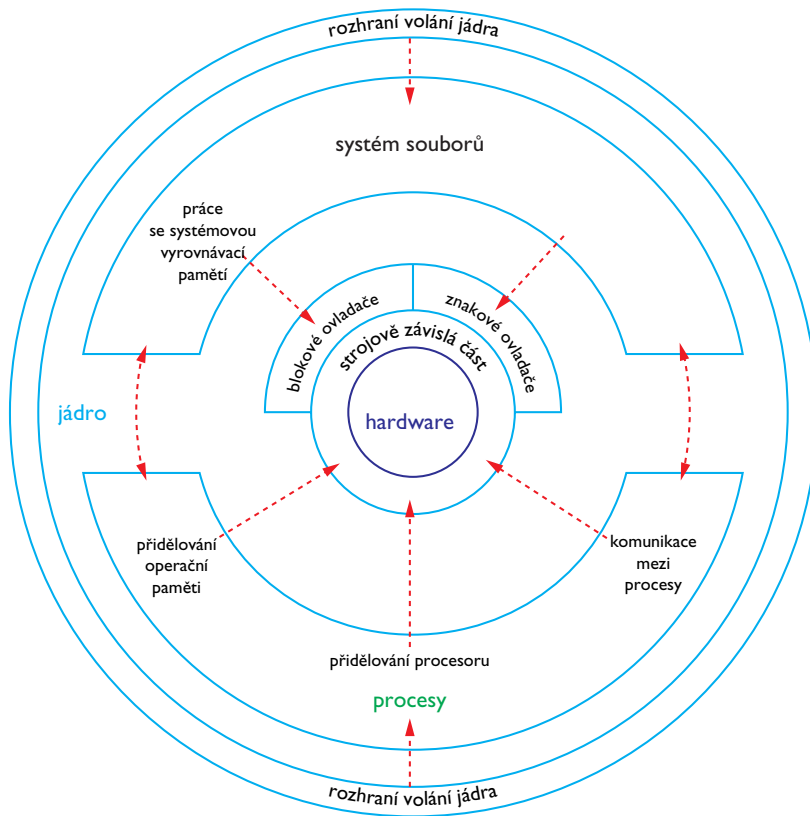 rozhraní volání jádra
systém souborů
práce
se systémovou
vyrovnávací
pamětí
blokové ovladače
znakové ovladače
strojově závislá část
hardware
jádro
přidělování
operační
paměti
komunikace
mezi
procesy
přidělování procesoru
procesy
rozhraní volání jádra